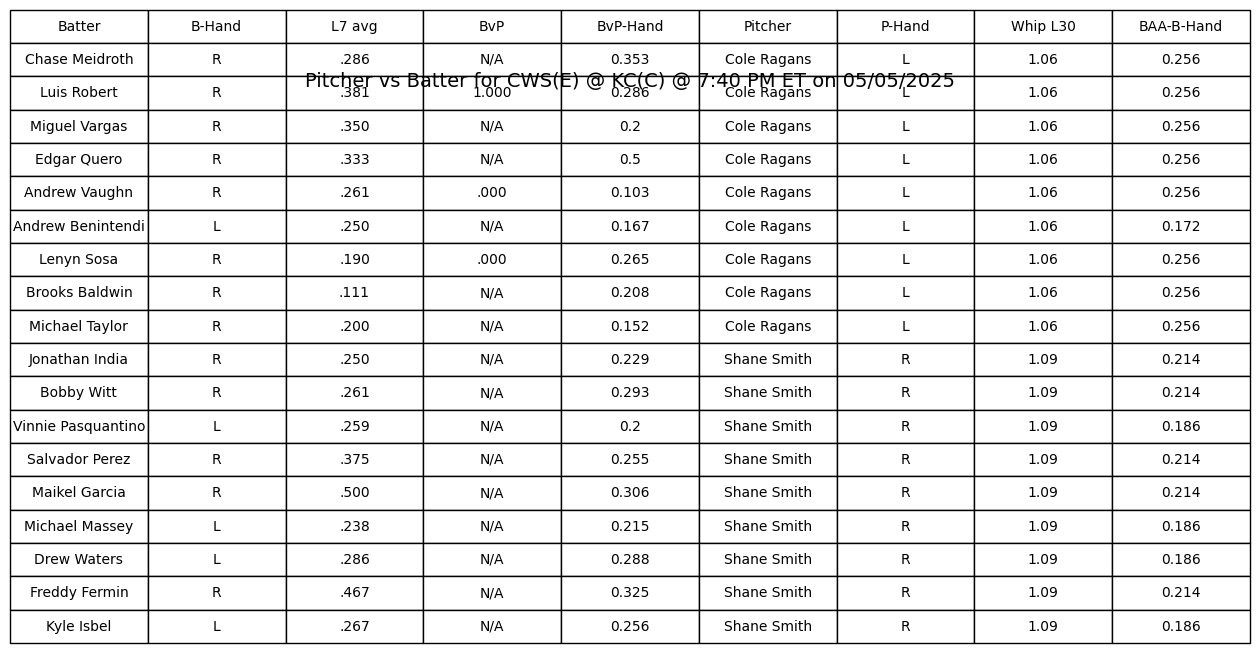 Batter B-Hand L7 avg BvP BvP-Hand Pitcher P-Hand Whip L30 BAA-B-Hand
Chase Meidroth R .286 N/A 0.353 Cole Ragans L 1.06 0.256
Pitcher vs Batter for CWS(E) @ KC(C) @ 7:40 PM ET on 05/05/2025
Luis Robert R .381 1.000 0.286 Cole Ragans L 1.06 0.256
Miguel Vargas R .350 N/A 0.2 Cole Ragans L 1.06 0.256
Edgar Quero R .333 N/A 0.5 Cole Ragans L 1.06 0.256
Andrew Vaughn R .261 .000 0.103 Cole Ragans L 1.06 0.256
Andrew Benintendi L .250 N/A 0.167 Cole Ragans L 1.06 0.172
Lenyn Sosa R .190 .000 0.265 Cole Ragans L 1.06 0.256
Brooks Baldwin R .111 N/A 0.208 Cole Ragans L 1.06 0.256
Michael Taylor R .200 N/A 0.152 Cole Ragans L 1.06 0.256
Jonathan India R .250 N/A 0.229 Shane Smith R 1.09 0.214
Bobby Witt R .261 N/A 0.293 Shane Smith R 1.09 0.214
Vinnie Pasquantino L .259 N/A 0.2 Shane Smith R 1.09 0.186
Salvador Perez R .375 N/A 0.255 Shane Smith R 1.09 0.214
Maikel Garcia R .500 N/A 0.306 Shane Smith R 1.09 0.214
Michael Massey L .238 N/A 0.215 Shane Smith R 1.09 0.186
Drew Waters L .286 N/A 0.288 Shane Smith R 1.09 0.186
Freddy Fermin R .467 N/A 0.325 Shane Smith R 1.09 0.214
Kyle Isbel L .267 N/A 0.256 Shane Smith R 1.09 0.186